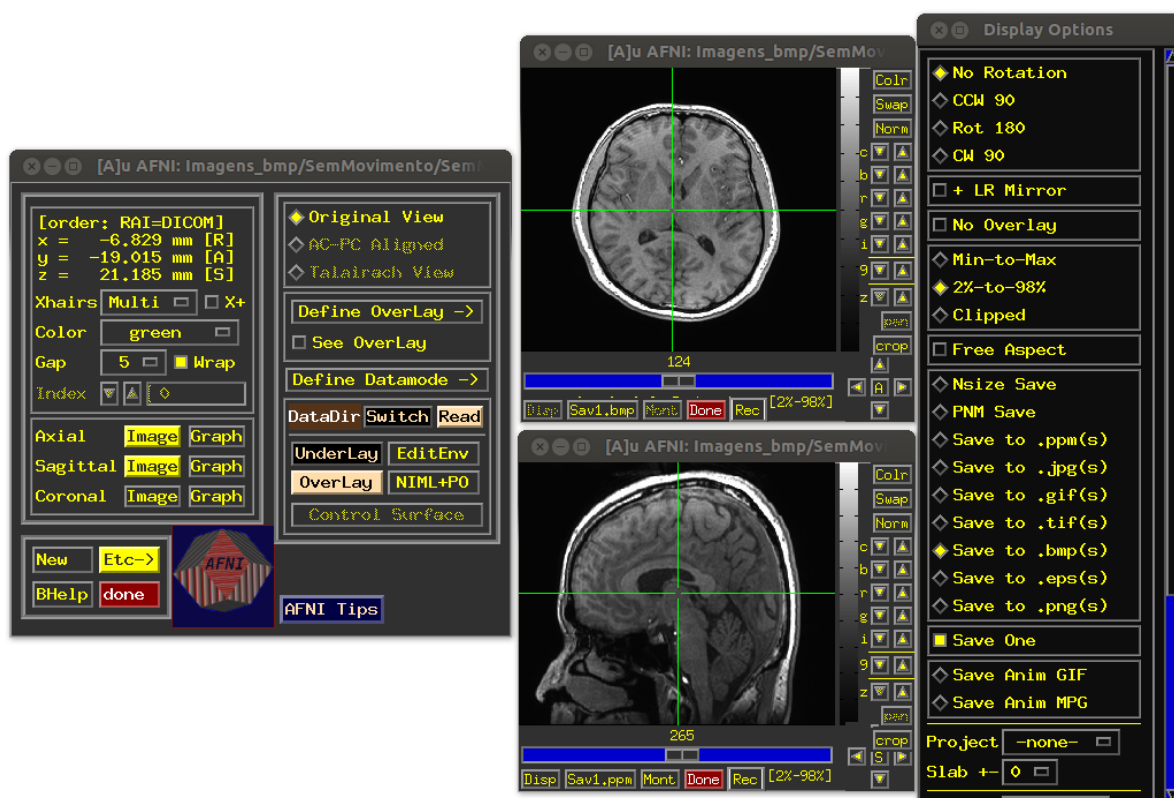 [A]u AFNI: Imagens_bmp/SemMovimento/Sem
[order: RAI=DICOM]
x = -6.829 mm [R]
y = -19.015 mm [A]
z = 21.185 mm [S]
Xhairs Multi X+
Color green
Gap 5 Wrap
Index 0
Axial Image Graph
Sagittal Image Graph
Coronal Image Graph
New Etc->
BHelp done
AFNI
AFNI Tips
Original View
AC-PC Aligned
Talairach View
Define OverLay ->
See OverLay
Define Datamode ->
DataDir Switch Read
UnderLay EditEnv
OverLay NIML+PO
Control Surface
[A]u AFNI: Imagens_bmp/SemMov
Colr
Swap
Norm
c
b
r
g
i
9
z
pan
crop
124
A
Disp Sav1.bmp Mont Done Rec [2%-98%]
[A]u AFNI: Imagens_bmp/SemMov
Colr
Swap
Norm
c
b
r
g
i
9
z
pan
crop
265
S
Disp Sav1.ppm Mont Done Rec [2%-98%]
Display Options
No Rotation
CCW 90
Rot 180
CW 90
+ LR Mirror
No Overlay
Min-to-Max
2%-to-98%
Clipped
Free Aspect
Nsize Save
PNM Save
Save to .ppm(s)
Save to .jpg(s)
Save to .gif(s)
Save to .tif(s)
Save to .bmp(s)
Save to .eps(s)
Save to .png(s)
Save One
Save Anim GIF
Save Anim MPG
Project -none-
Slab +- 0